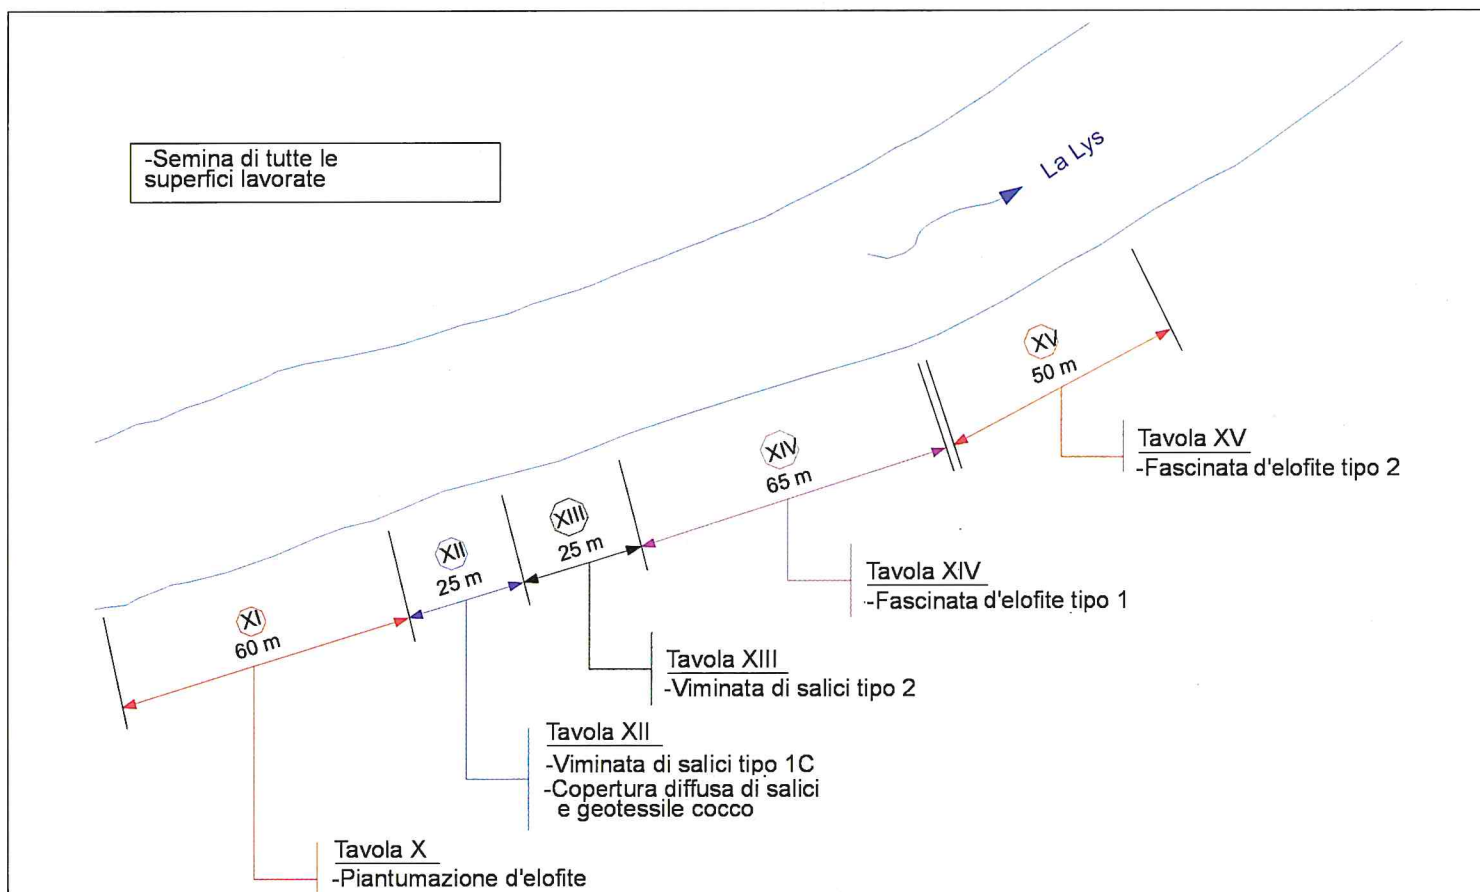 -Semina di tutte le
superfici lavorate
La Lys
XV
50 m
Tavola XV
-Fascinata d'elofite tipo 2
XIV
65 m
Tavola XIV
-Fascinata d'elofite tipo 1
XIII
25 m
Tavola XIII
-Viminata di salici tipo 2
XII
25 m
Tavola XII
-Viminata di salici tipo 1C
-Copertura diffusa di salici
e geotessile cocco
XI
60 m
Tavola X
-Piantumazione d'elofite